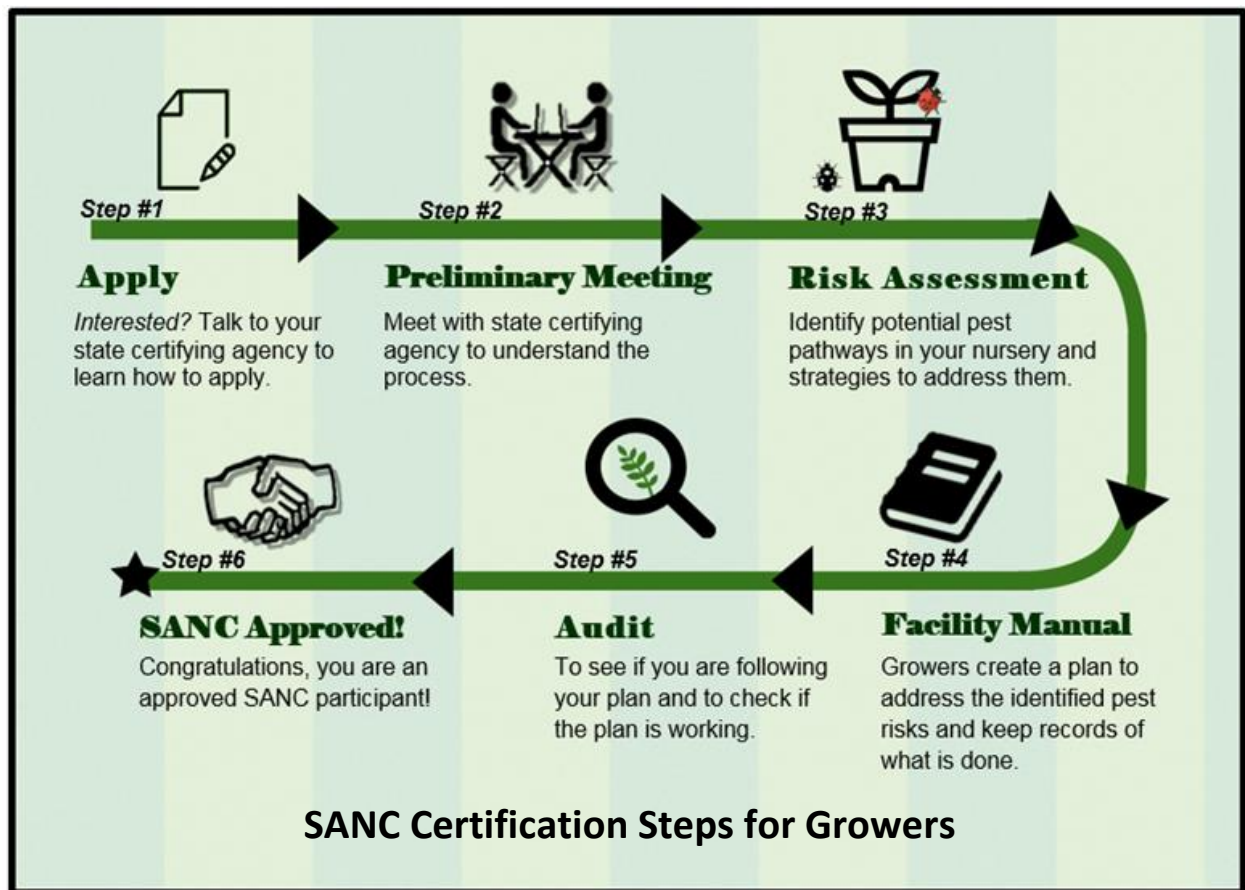 Step #1
Apply
Interested? Talk to your
state certifying agency to
learn how to apply.
Step #2
Preliminary Meeting
Meet with state certifying
agency to understand the
process.
Step #3
Risk Assessment
Identify potential pest
pathways in your nursery and
strategies to address them.
Step #4
Facility Manual
Growers create a plan to
address the identified pest
risks and keep records of
what is done.
Step #5
Audit
To see if you are following
your plan and to check if
the plan is working.
Step #6
SANC Approved!
Congratulations, you are an
approved SANC participant!
SANC Certification Steps for Growers